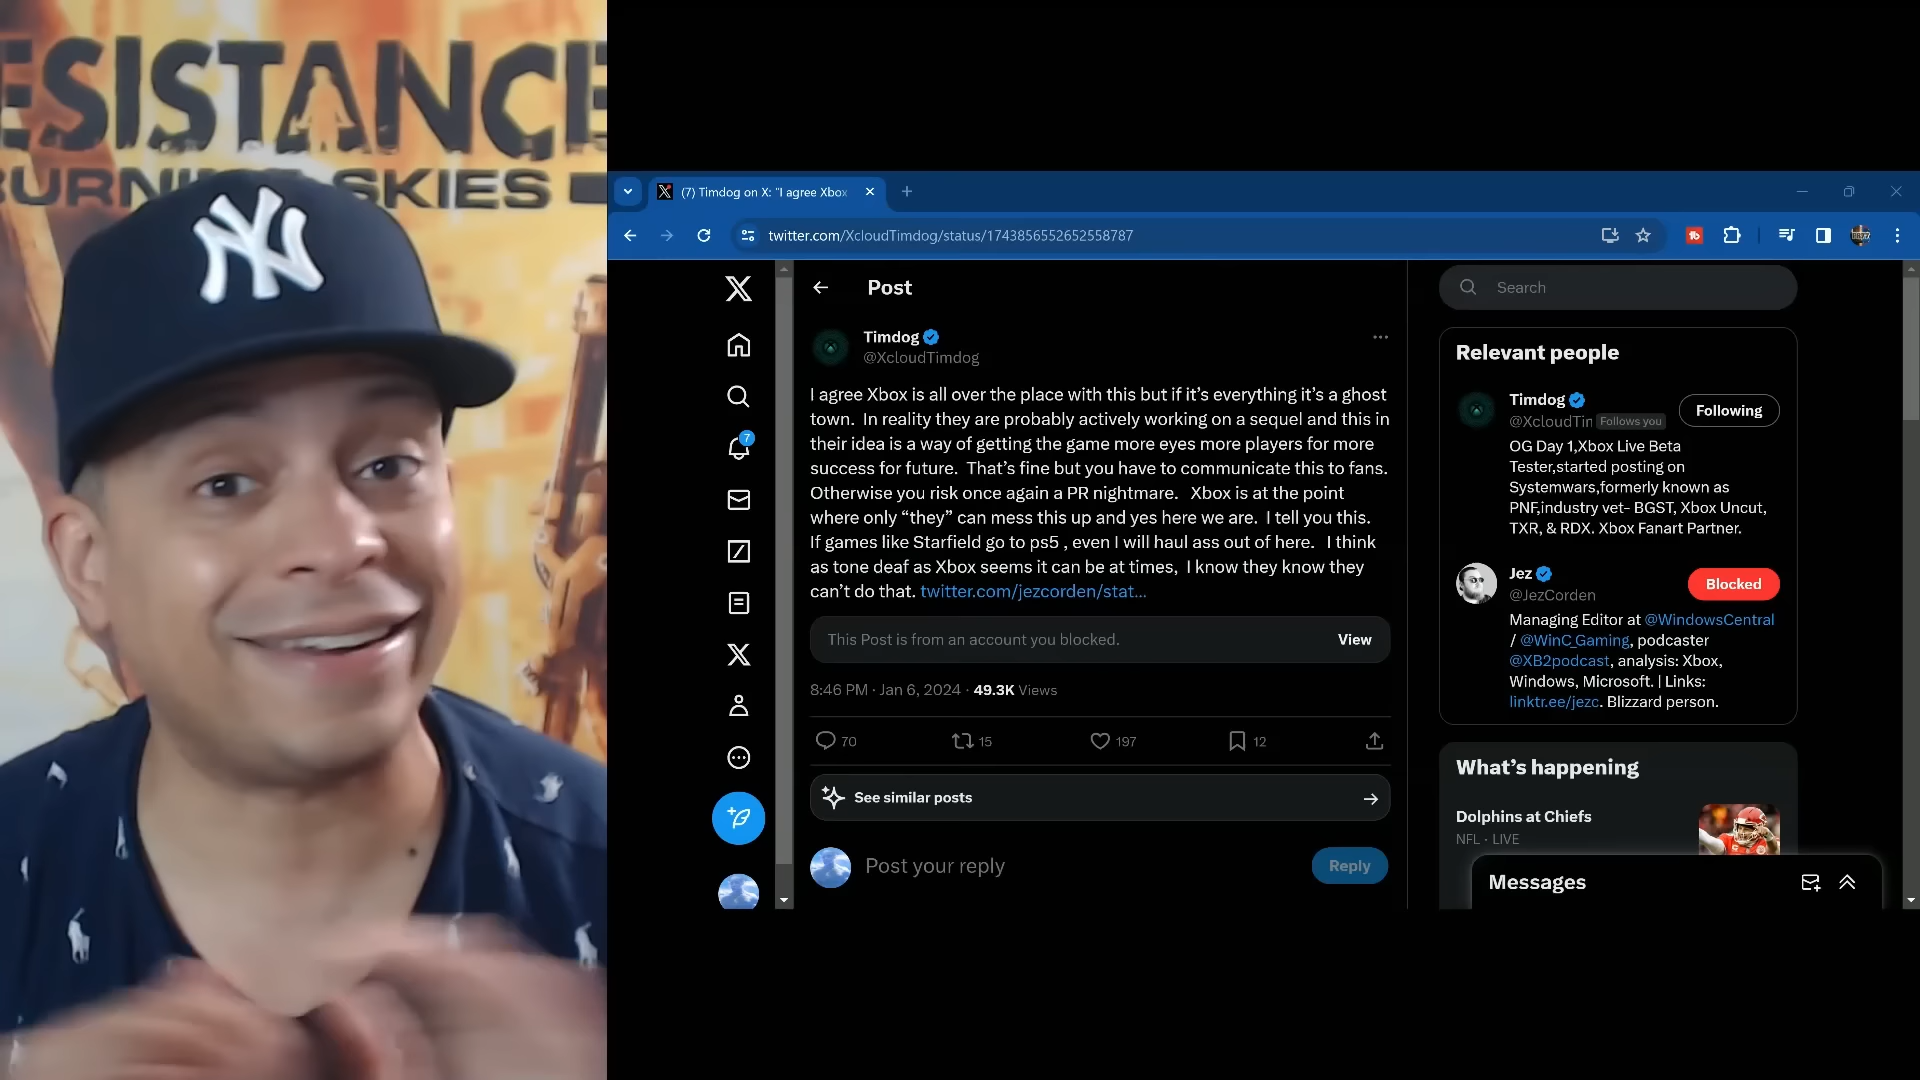 ESISTANCE
BURNING SKIES
NY
(7) Timdog on X: "I agree Xbox
twitter.com/XcloudTimdog/status/1743856552652558787
Post
Timdog
@XcloudTimdog
I agree Xbox is all over the place with this but if it's everything it's a ghost
town.  In reality they are probably actively working on a sequel and this in
their idea is a way of getting the game more eyes more players for more
success for future.  That's fine but you have to communicate this to fans.
Otherwise you risk once again a PR nightmare.   Xbox is at the point
where only “they” can mess this up and yes here we are.  I tell you this.
If games like Starfield go to ps5 , even I will haul ass out of here.   I think
as tone deaf as Xbox seems it can be at times,  I know they know they
can't do that. twitter.com/jezcorden/stat…
This Post is from an account you blocked.
View
8:46 PM · Jan 6, 2024 · 49.3K Views
70
15
197
12
See similar posts
Post your reply
Reply
7
Search
Relevant people
Timdog
@XcloudTim
Follows you
Following
OG Day 1,Xbox Live Beta
Tester,started posting on
Systemwars,formerly known as
PNF,industry vet- BGST, Xbox Uncut,
TXR, & RDX. Xbox Fanart Partner.
Jez
@JezCorden
Blocked
Managing Editor at @WindowsCentral
/ @WinC_Gaming, podcaster
@XB2podcast, analysis: Xbox,
Windows, Microsoft. | Links:
linktr.ee/jezc. Blizzard person.
What's happening
Dolphins at Chiefs
NFL · LIVE
Messages